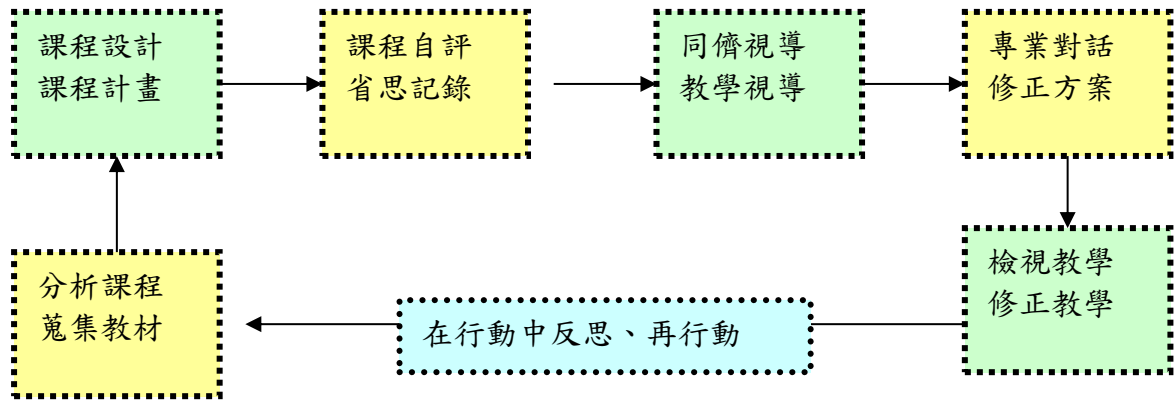 課程設計
課程計畫
課程自評
省思記錄
同儕視導
教學視導
專業對話
修正方案
檢視教學
修正教學
在行動中反思、再行動
分析課程
蒐集教材